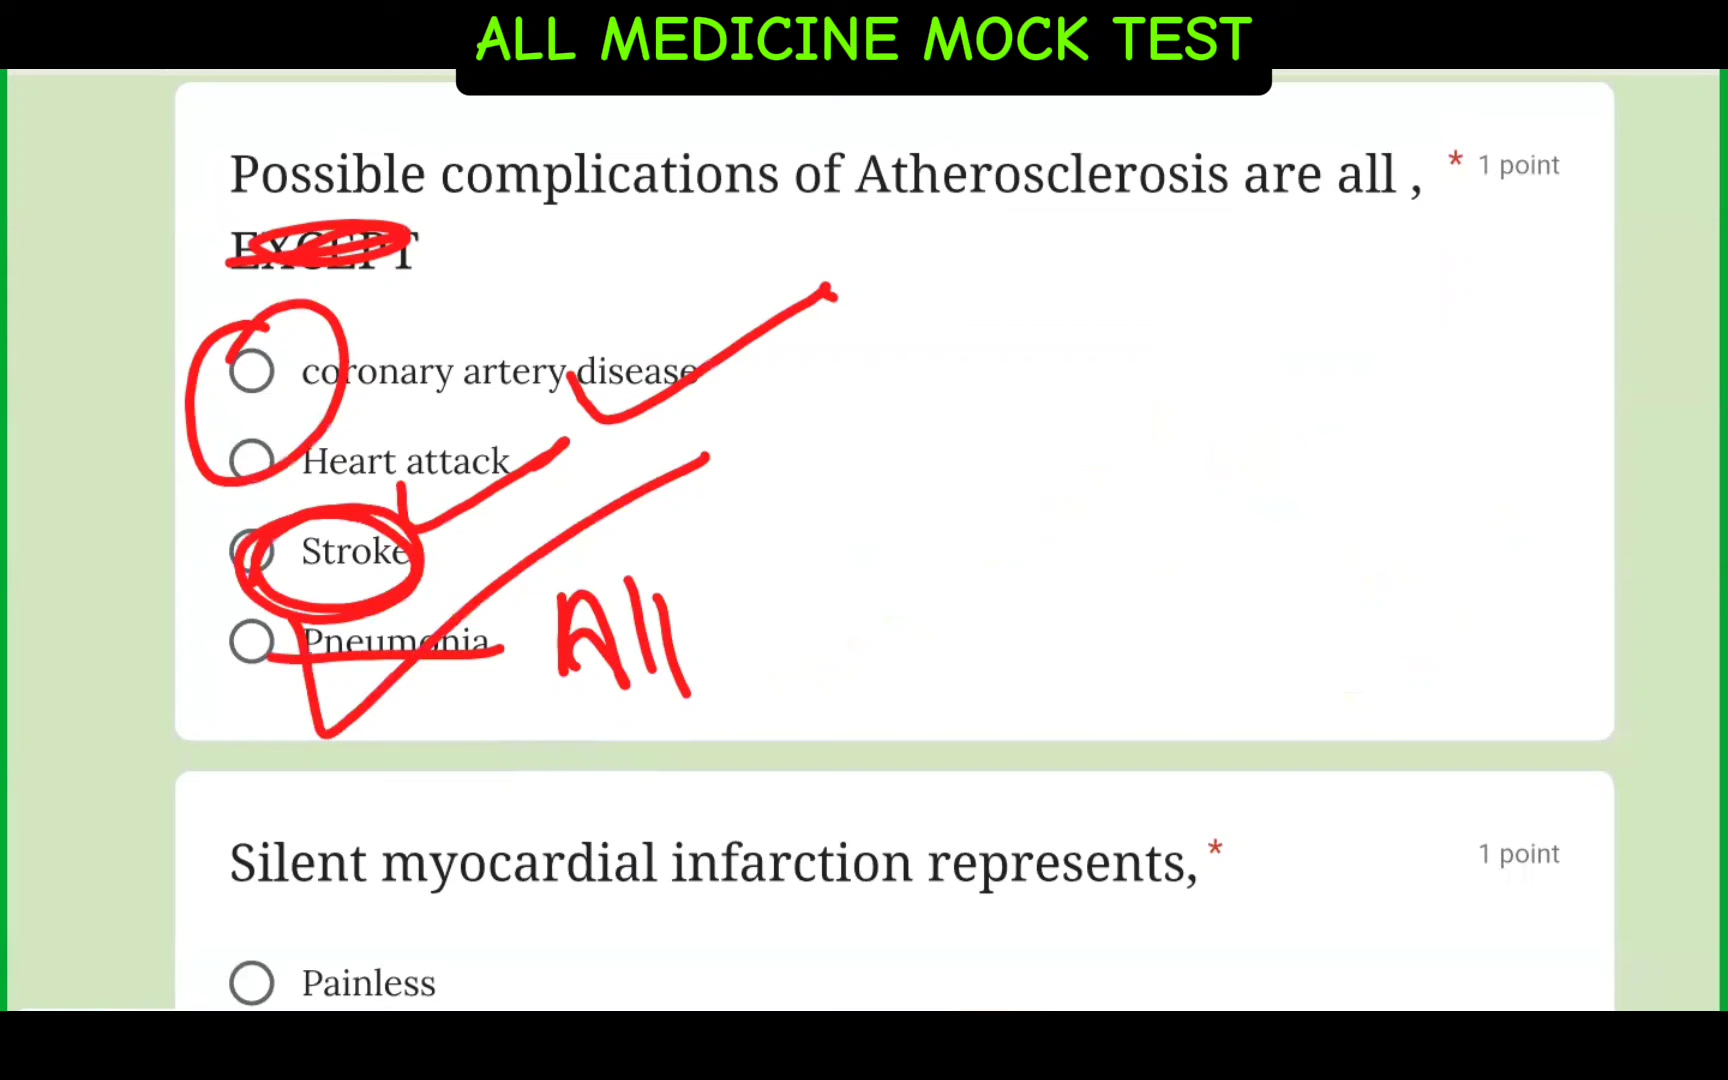 ALL MEDICINE MOCK TEST
Possible complications of Atherosclerosis are all , * 1 point
EXCEPT
coronary artery disease
Heart attack
Stroke
Pneumonia
All
Silent myocardial infarction represents, * 1 point
Painless